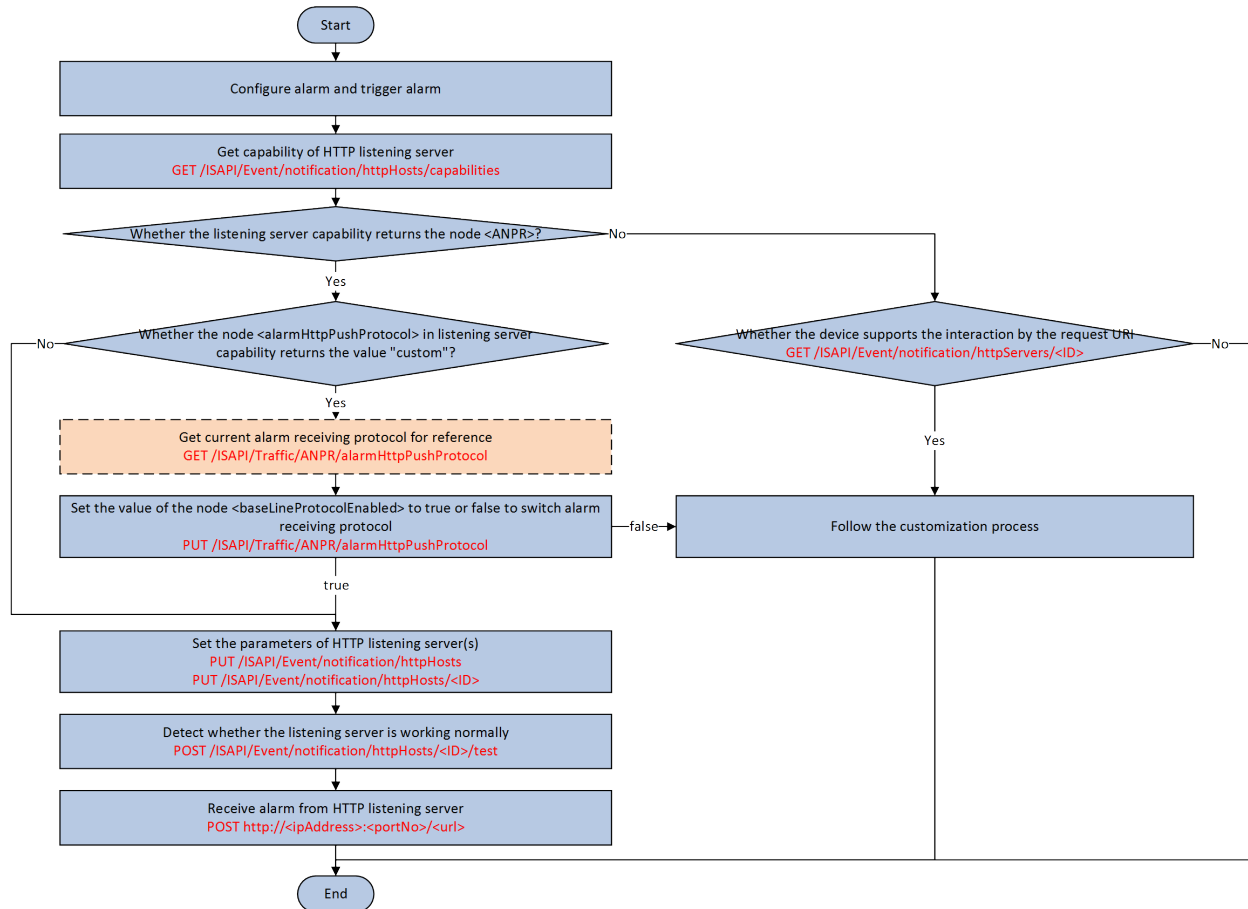 Start
Configure alarm and trigger alarm
Get capability of HTTP listening server
GET /ISAPI/Event/notification/httpHosts/capabilities
Whether the listening server capability returns the node <ANPR>?
No
Yes
Whether the node <alarmHttpPushProtocol> in listening server
capability returns the value "custom"?
No
Whether the device supports the interaction by the request URI
GET /ISAPI/Event/notification/httpServers/<ID>
No
Yes
Get current alarm receiving protocol for reference
GET /ISAPI/Traffic/ANPR/alarmHttpPushProtocol
Yes
Set the value of the node <baseLineProtocolEnabled> to true or false to switch alarm
receiving protocol
PUT /ISAPI/Traffic/ANPR/alarmHttpPushProtocol
false
Follow the customization process
true
Set the parameters of HTTP listening server(s)
PUT /ISAPI/Event/notification/httpHosts
PUT /ISAPI/Event/notification/httpHosts/<ID>
Detect whether the listening server is working normally
POST /ISAPI/Event/notification/httpHosts/<ID>/test
Receive alarm from HTTP listening server
POST http://<ipAddress>:<portNo>/<url>
End